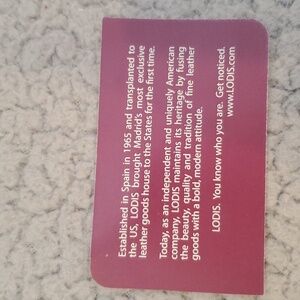 Established in Spain in 1965 and transplanted to
the US, LODIS brought Madrid's most exclusive
leather goods house to the States for the first time.
Today, as an independent and uniquely American
company, LODIS maintains its heritage by fusing
the beauty, quality and tradition of fine leather
goods with a bold, modern attitude.
LODIS. You know who you are. Get noticed.
www.LODIS.com